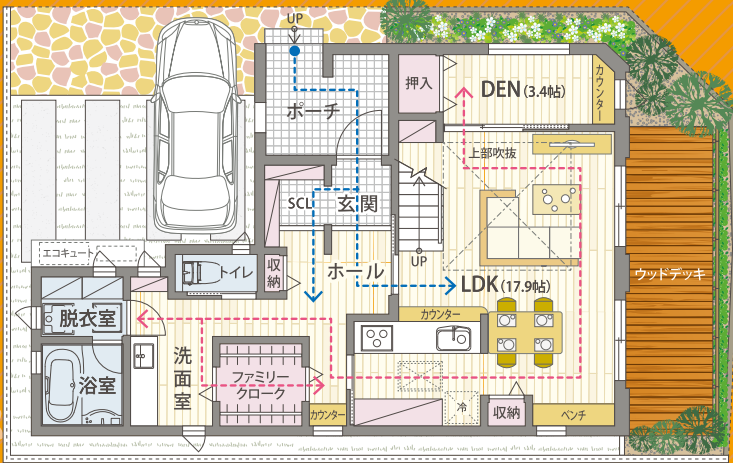 UP
ポーチ
押入
DEN(3.4帖)
カウンター
上部吹抜
SCL
玄関
エコキュート
トイレ
収納
ホール
UP
LDK(17.9帖)
ウッドデッキ
脱衣室
カウンター
浴室
洗面室
ファミリー
クローク
カウンター
冷
収納
ベンチ